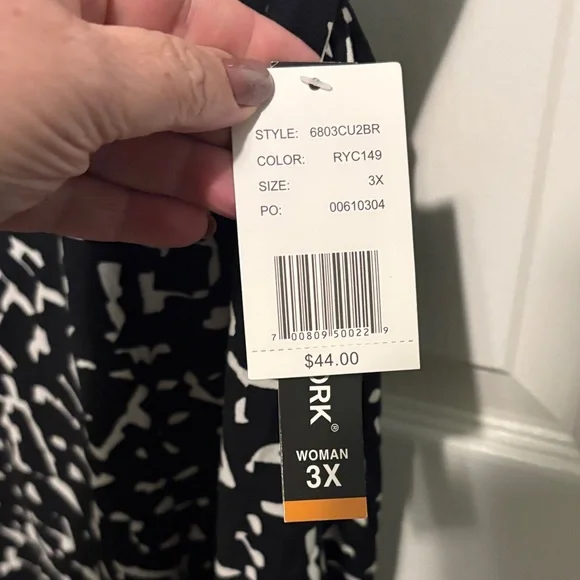 STYLE: 6803CU2BR
COLOR: RYC149
SIZE: 3X
PO: 00610304
7 00809 50022 9
$44.00
ORK®
WOMAN
3X